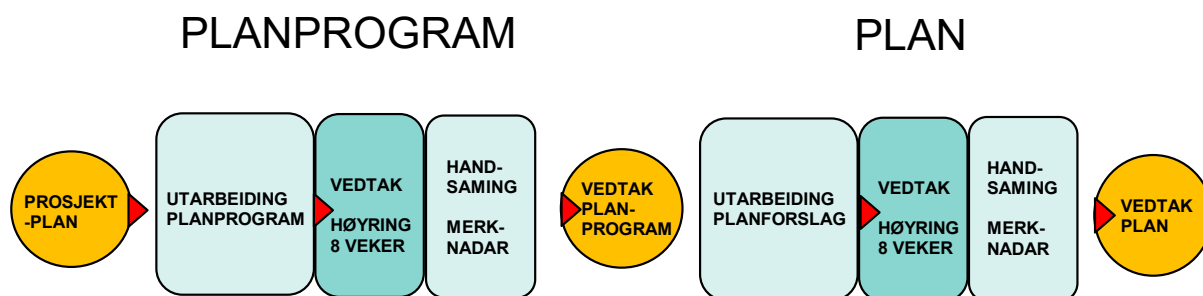 PLANPROGRAM
PLAN
PROSJEKT
-PLAN
UTARBEIDING
PLANPROGRAM
VEDTAK
HØYRING
8 VEKER
HAND-
SAMING
MERK-
NADAR
VEDTAK
PLAN-
PROGRAM
UTARBEIDING
PLANFORSLAG
VEDTAK
HØYRING
8 VEKER
HAND-
SAMING
MERK-
NADAR
VEDTAK
PLAN